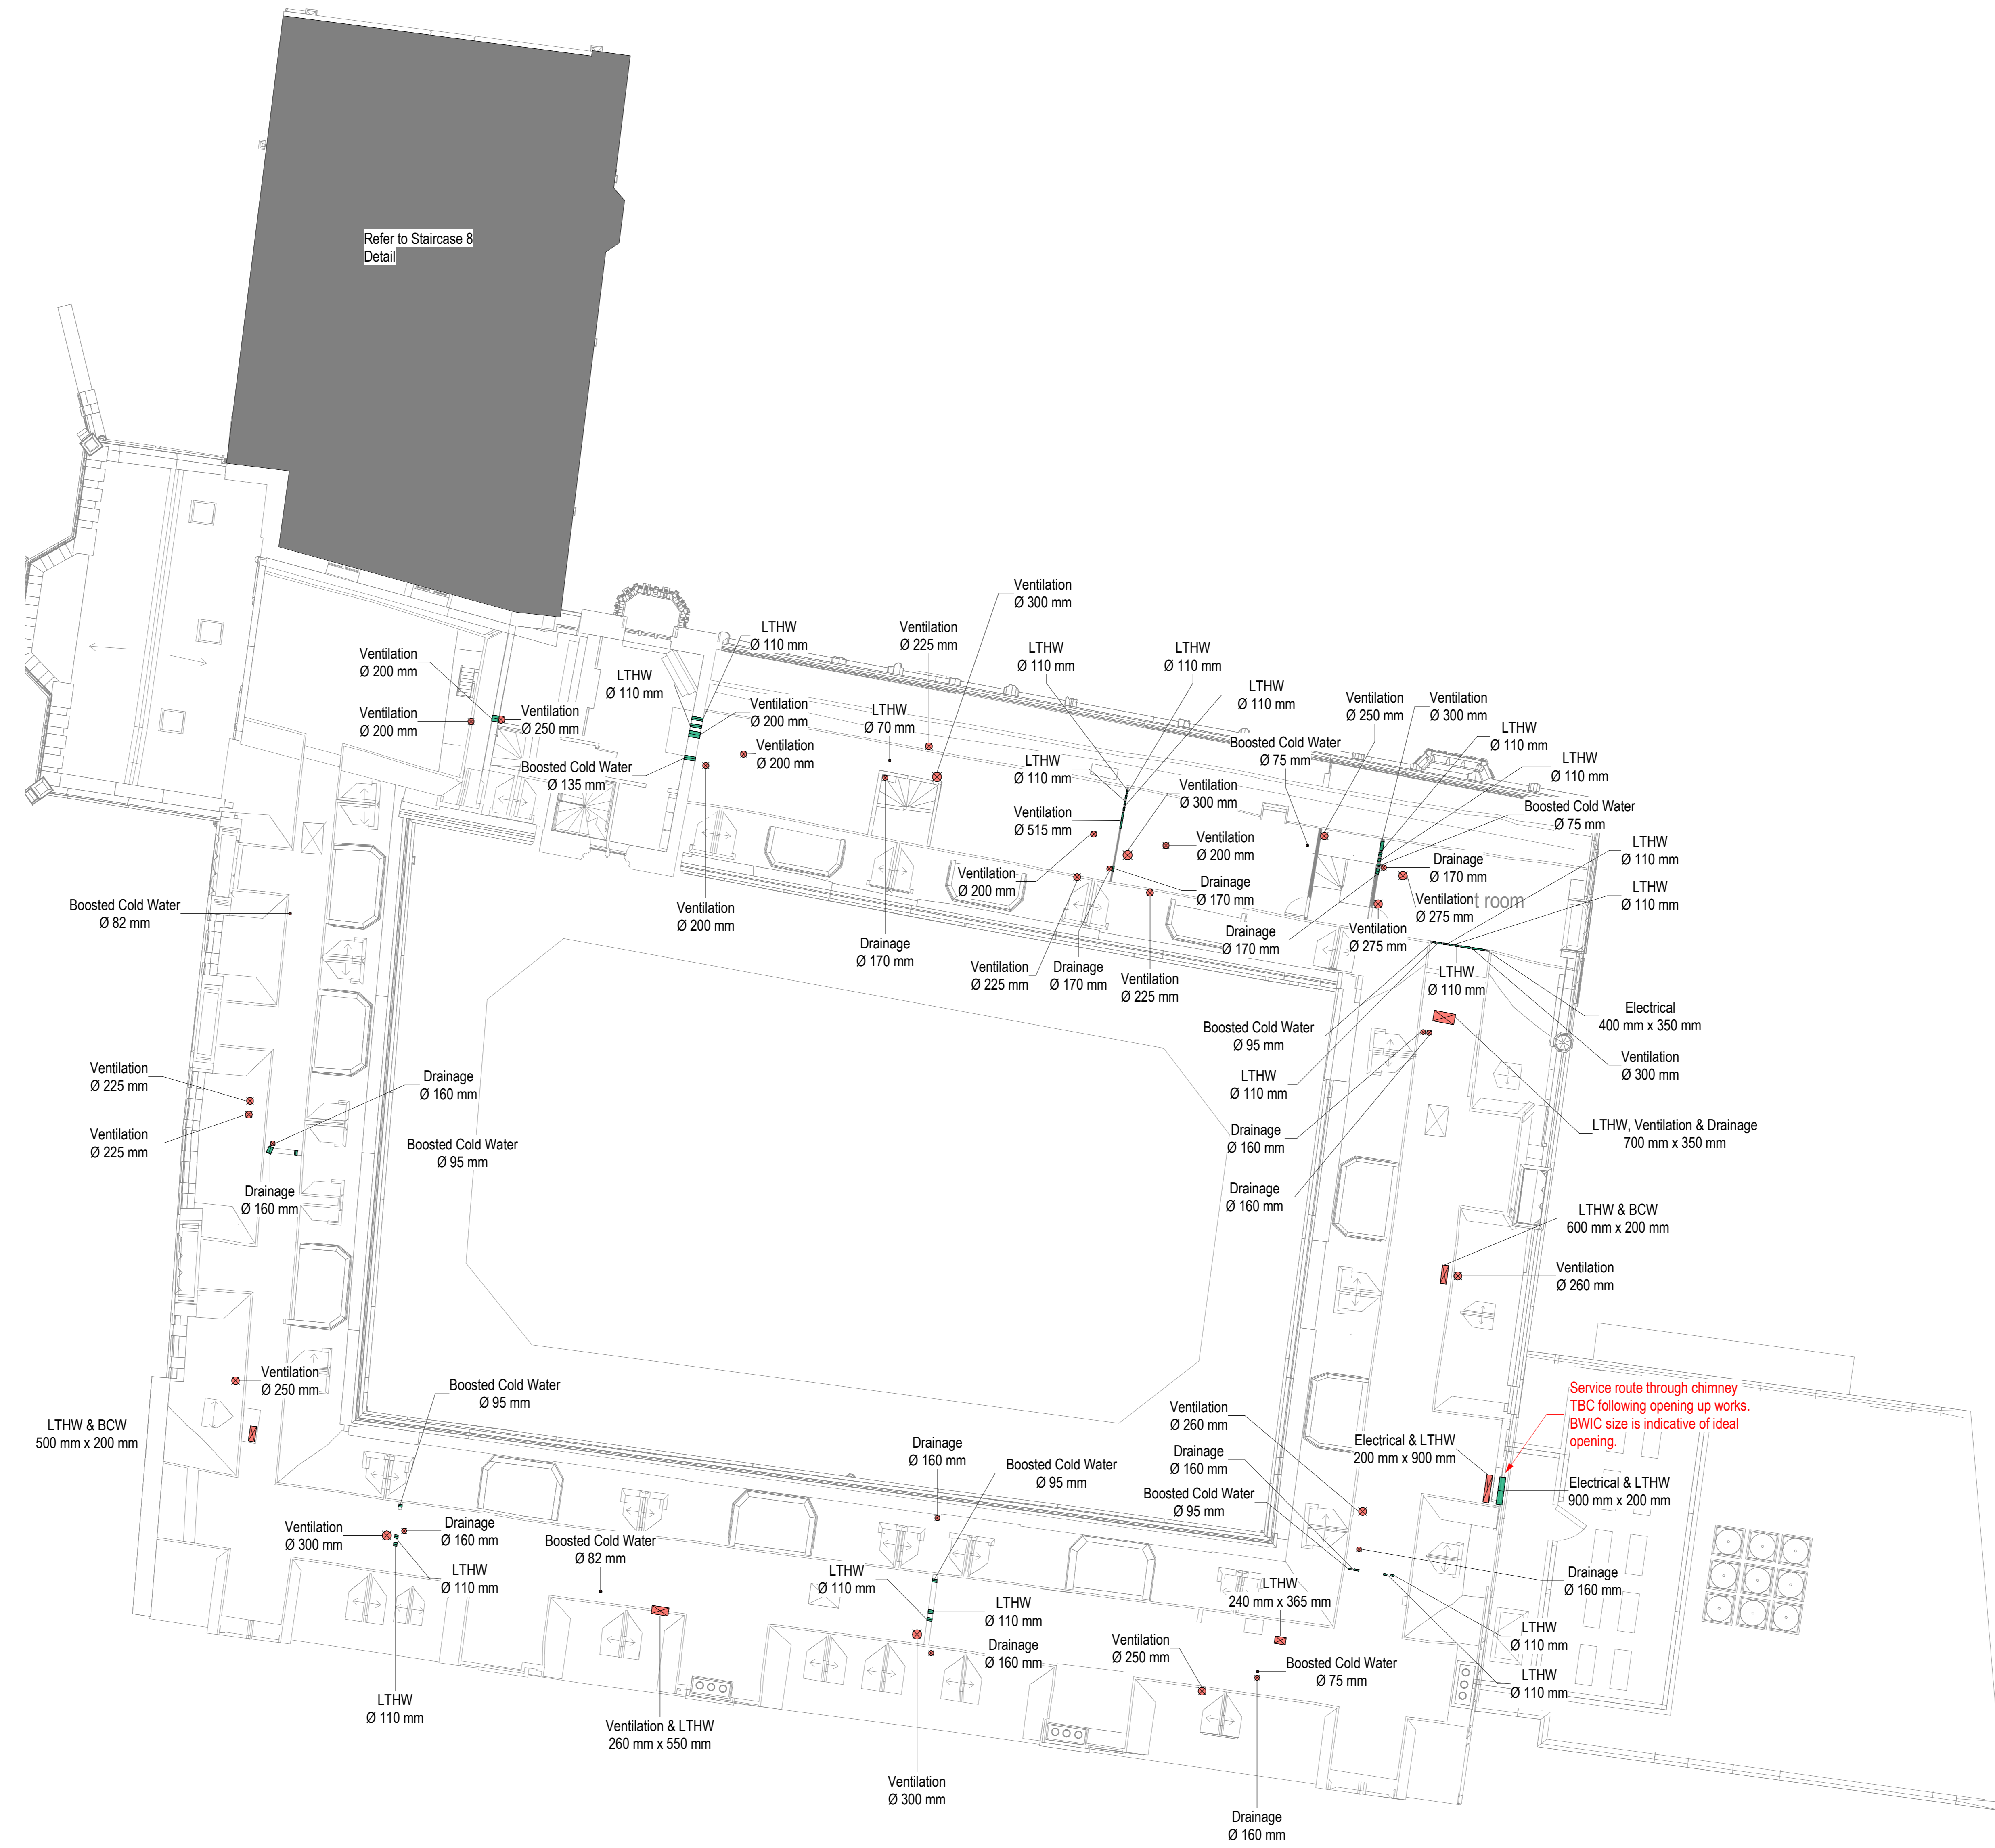 Refer to Staircase 8
Detail
Ventilation
Ø 300 mm
LTHW
Ø 110 mm
Ventilation
Ø 225 mm
Ventilation
Ø 200 mm
LTHW
Ø 110 mm
LTHW
Ø 110 mm
LTHW
Ø 110 mm
LTHW
Ø 110 mm
Ventilation
Ø 200 mm
Ventilation
Ø 250 mm
Ventilation
Ø 200 mm
LTHW
Ø 70 mm
Ventilation
Ø 250 mm
Ventilation
Ø 300 mm
LTHW
Ø 110 mm
Boosted Cold Water
Ø 135 mm
Ventilation
Ø 200 mm
LTHW
Ø 110 mm
Boosted Cold Water
Ø 75 mm
LTHW
Ø 110 mm
Ventilation
Ø 300 mm
Boosted Cold Water
Ø 75 mm
Ventilation
Ø 515 mm
Ventilation
Ø 200 mm
LTHW
Ø 110 mm
Ventilation
Ø 200 mm
Drainage
Ø 170 mm
Drainage
Ø 170 mm
LTHW
Ø 110 mm
Boosted Cold Water
Ø 82 mm
Ventilation
Ø 200 mm
Ventilation
Ø 275 mm
t room
Drainage
Ø 170 mm
Drainage
Ø 170 mm
Ventilation
Ø 275 mm
Ventilation
Ø 225 mm
Drainage
Ø 170 mm
Ventilation
Ø 225 mm
LTHW
Ø 110 mm
Electrical
400 mm x 350 mm
Boosted Cold Water
Ø 95 mm
Ventilation
Ø 300 mm
Ventilation
Ø 225 mm
Drainage
Ø 160 mm
LTHW
Ø 110 mm
Ventilation
Ø 225 mm
Boosted Cold Water
Ø 95 mm
Drainage
Ø 160 mm
LTHW, Ventilation & Drainage
700 mm x 350 mm
Drainage
Ø 160 mm
Drainage
Ø 160 mm
LTHW & BCW
600 mm x 200 mm
Ventilation
Ø 260 mm
Ventilation
Ø 250 mm
Boosted Cold Water
Ø 95 mm
Service route through chimney
TBC following opening up works.
BWIC size is indicative of ideal
opening.
LTHW & BCW
500 mm x 200 mm
Ventilation
Ø 260 mm
Drainage
Ø 160 mm
Drainage
Ø 160 mm
Electrical & LTHW
200 mm x 900 mm
Boosted Cold Water
Ø 95 mm
Boosted Cold Water
Ø 95 mm
Electrical & LTHW
900 mm x 200 mm
Ventilation
Ø 300 mm
Drainage
Ø 160 mm
Boosted Cold Water
Ø 82 mm
LTHW
Ø 110 mm
LTHW
Ø 110 mm
LTHW
240 mm x 365 mm
Drainage
Ø 160 mm
LTHW
Ø 110 mm
Drainage
Ø 160 mm
Ventilation
Ø 250 mm
Boosted Cold Water
Ø 75 mm
LTHW
Ø 110 mm
LTHW
Ø 110 mm
LTHW
Ø 110 mm
Ventilation & LTHW
260 mm x 550 mm
Ventilation
Ø 300 mm
Drainage
Ø 160 mm